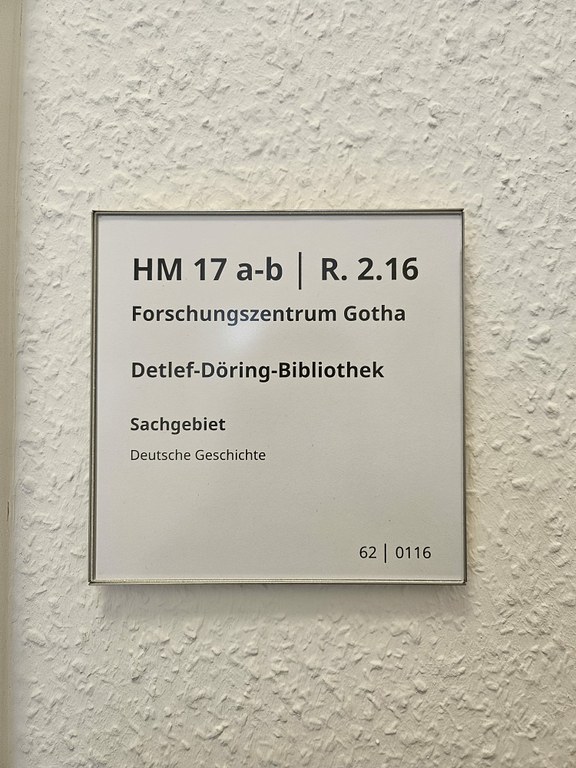 HM 17 a-b | R. 2.16
Forschungszentrum Gotha
Detlef-Döring-Bibliothek
Sachgebiet
Deutsche Geschichte
62 | 0116